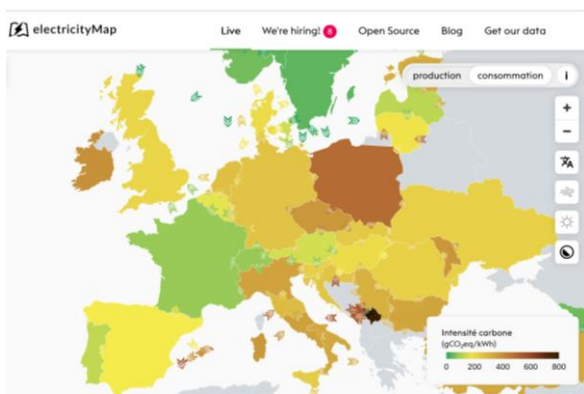 electricityMap
Live We're hiring! 8 Open Source Blog Get our data
production consommation i
+
−
Intensité carbone
(gCO₂eq/kWh)
0 200 400 600 800